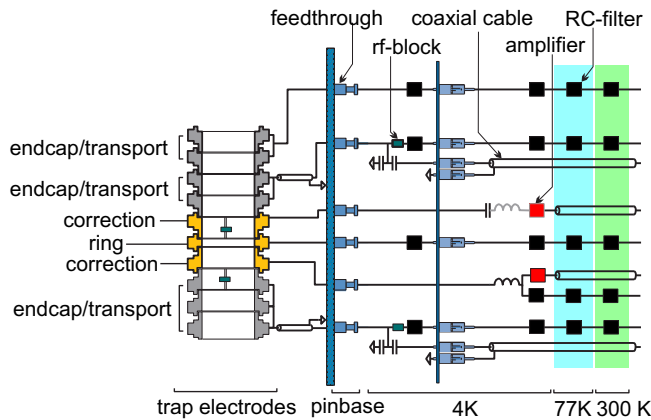 feedthrough
coaxial cable
RC-filter
rf-block
amplifier
endcap/transport
endcap/transport
correction
ring
correction
endcap/transport
trap electrodes
pinbase
4K
77K
300 K